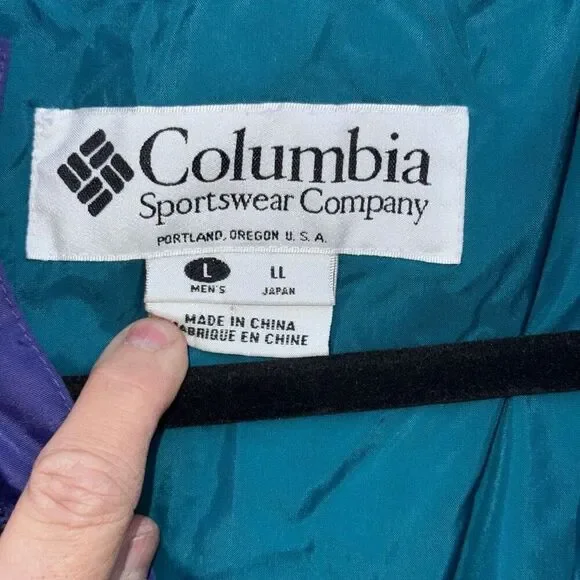 Columbia
Sportswear Company
PORTLAND, OREGON U.S.A.
L LL
MEN'S JAPAN
MADE IN CHINA
FABRIQUE EN CHINE